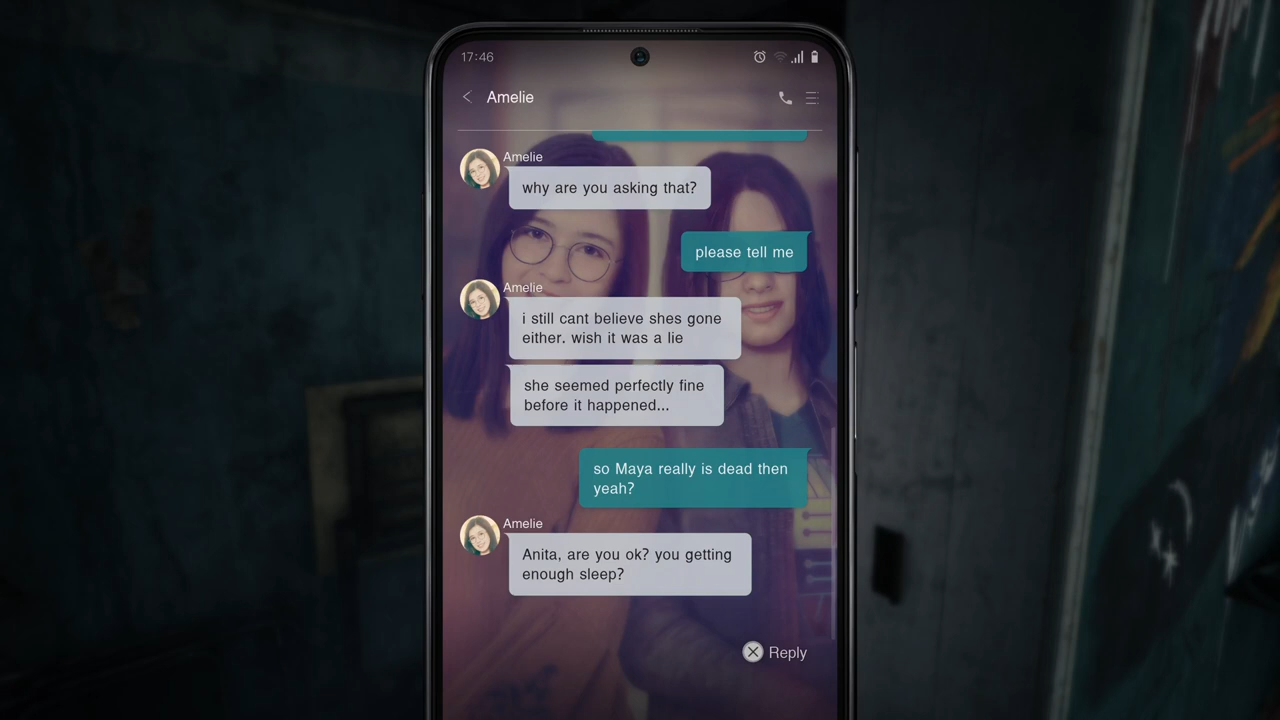 17:46
Amelie
Amelie
why are you asking that?
please tell me
Amelie
i still cant believe shes gone
either. wish it was a lie
she seemed perfectly fine
before it happened...
so Maya really is dead then
yeah?
Amelie
Anita, are you ok? you getting
enough sleep?
Reply